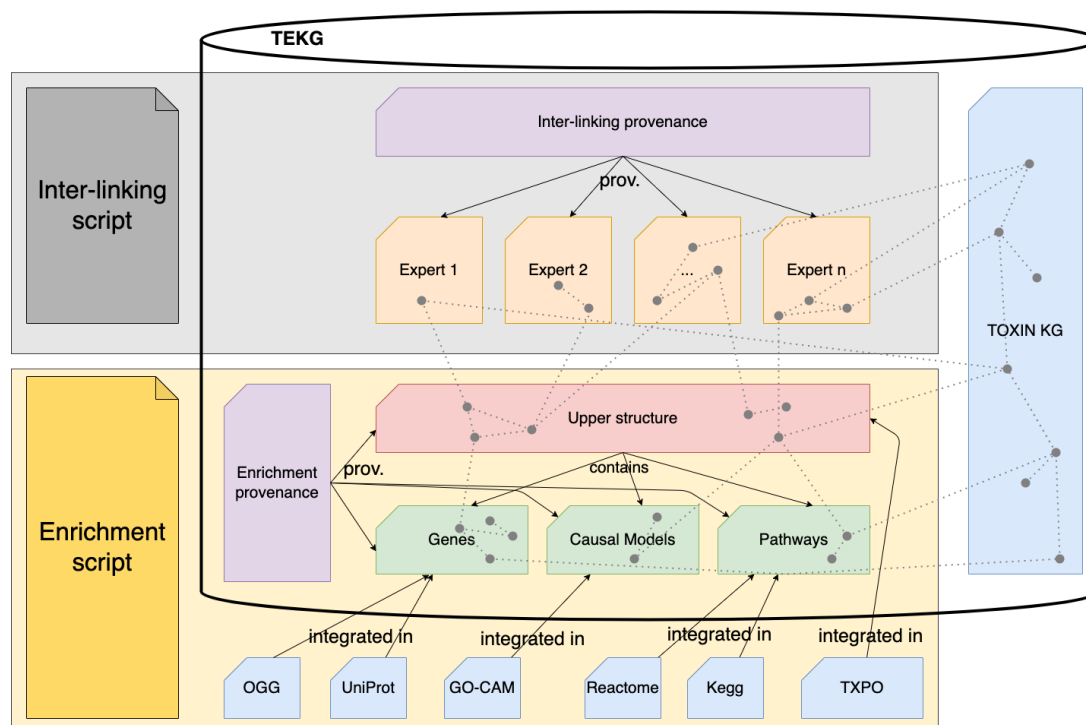 TEKG
Inter-linking
script
Inter-linking provenance
prov.
Expert 1
Expert 2
...
Expert n
TOXIN KG
Enrichment
script
Enrichment
provenance
prov.
Upper structure
contains
Genes
Causal Models
Pathways
integrated in
integrated in
integrated in
integrated in
OGG
UniProt
GO-CAM
Reactome
Kegg
TXPO